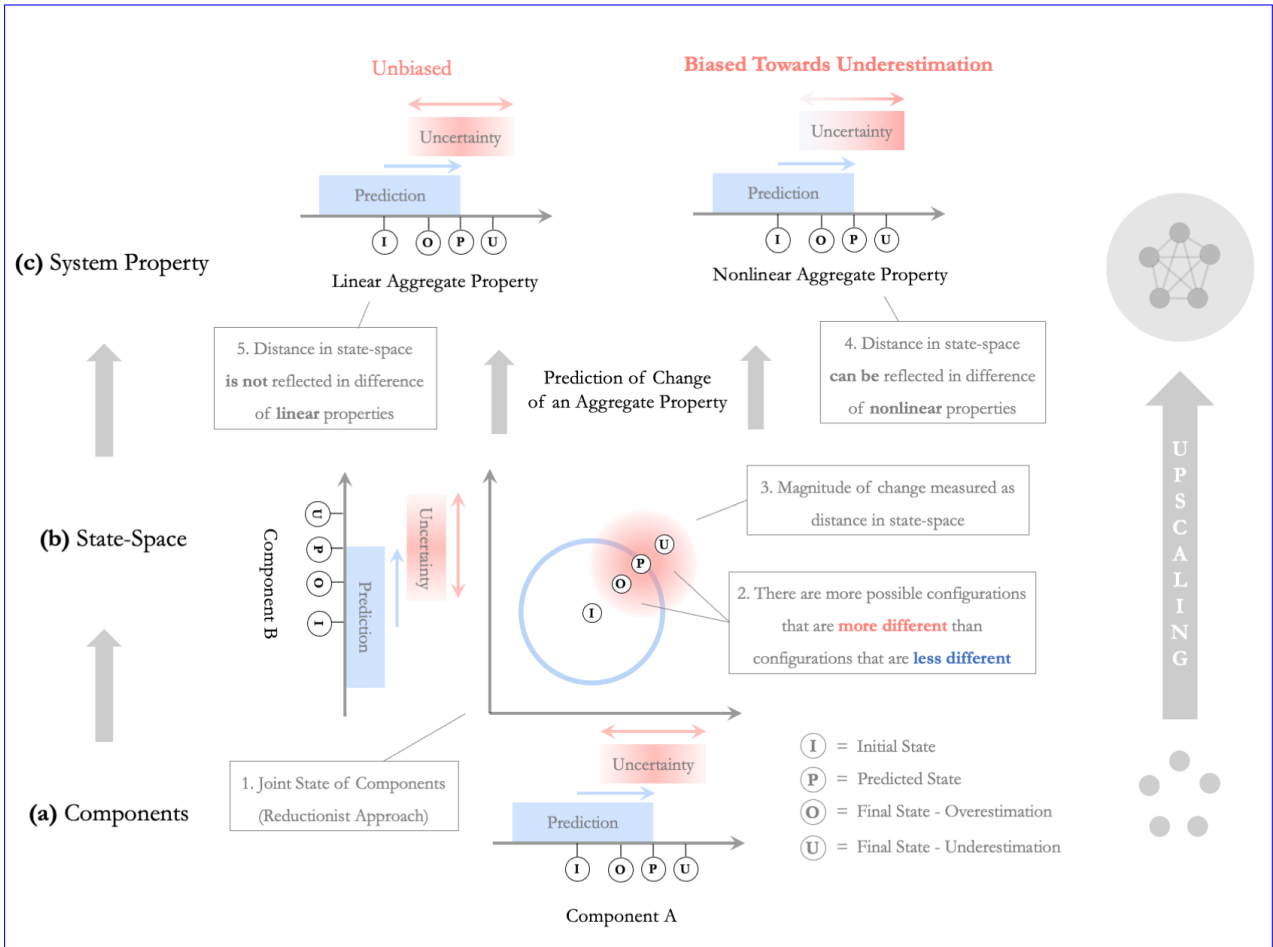 Unbiased
Uncertainty
Prediction
I
O
P
U
Linear Aggregate Property
Biased Towards Underestimation
Uncertainty
Prediction
I
O
P
U
Nonlinear Aggregate Property
(c) System Property
5. Distance in state-space
is not reflected in difference
of linear properties
Prediction of Change
of an Aggregate Property
4. Distance in state-space
can be reflected in difference
of nonlinear properties
UPSCALING
(b) State-Space
Component B
U
P
O
I
Prediction
Uncertainty
U
P
O
I
3. Magnitude of change measured as
distance in state-space
2. There are more possible configurations
that are more different than
configurations that are less different
(a) Components
1. Joint State of Components
(Reductionist Approach)
Uncertainty
Prediction
I
O
P
U
Component A
I = Initial State
P = Predicted State
O = Final State - Overestimation
U = Final State - Underestimation